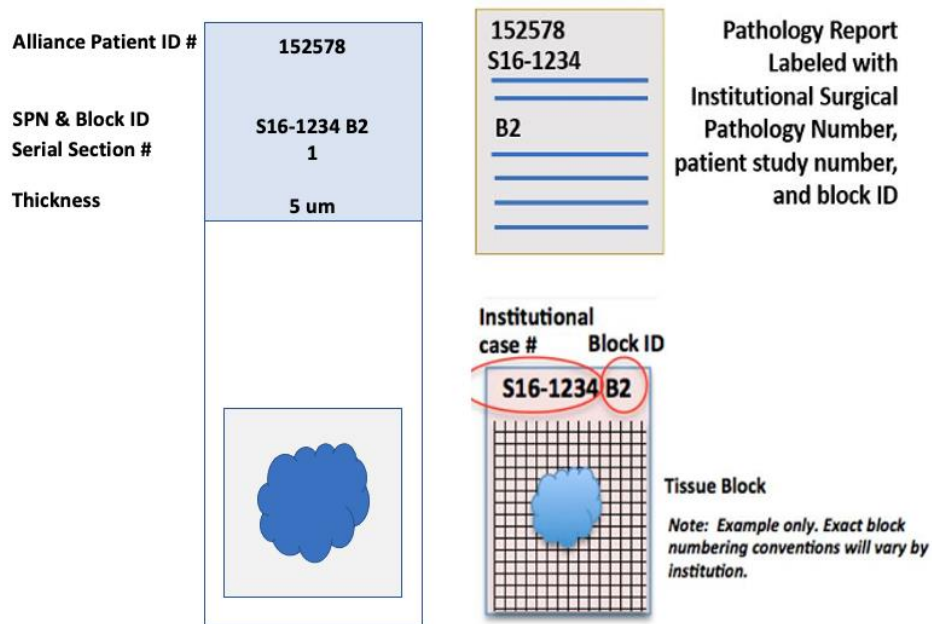 Alliance Patient ID #
152578
SPN & Block ID
S16-1234 B2
Serial Section #
1
Thickness
5 um
152578
S16-1234
B2
Pathology Report
Labeled with
Institutional Surgical
Pathology Number,
patient study number,
and block ID
Institutional
case #
Block ID
S16-1234 B2
Tissue Block
Note: Example only. Exact block
numbering conventions will vary by
institution.